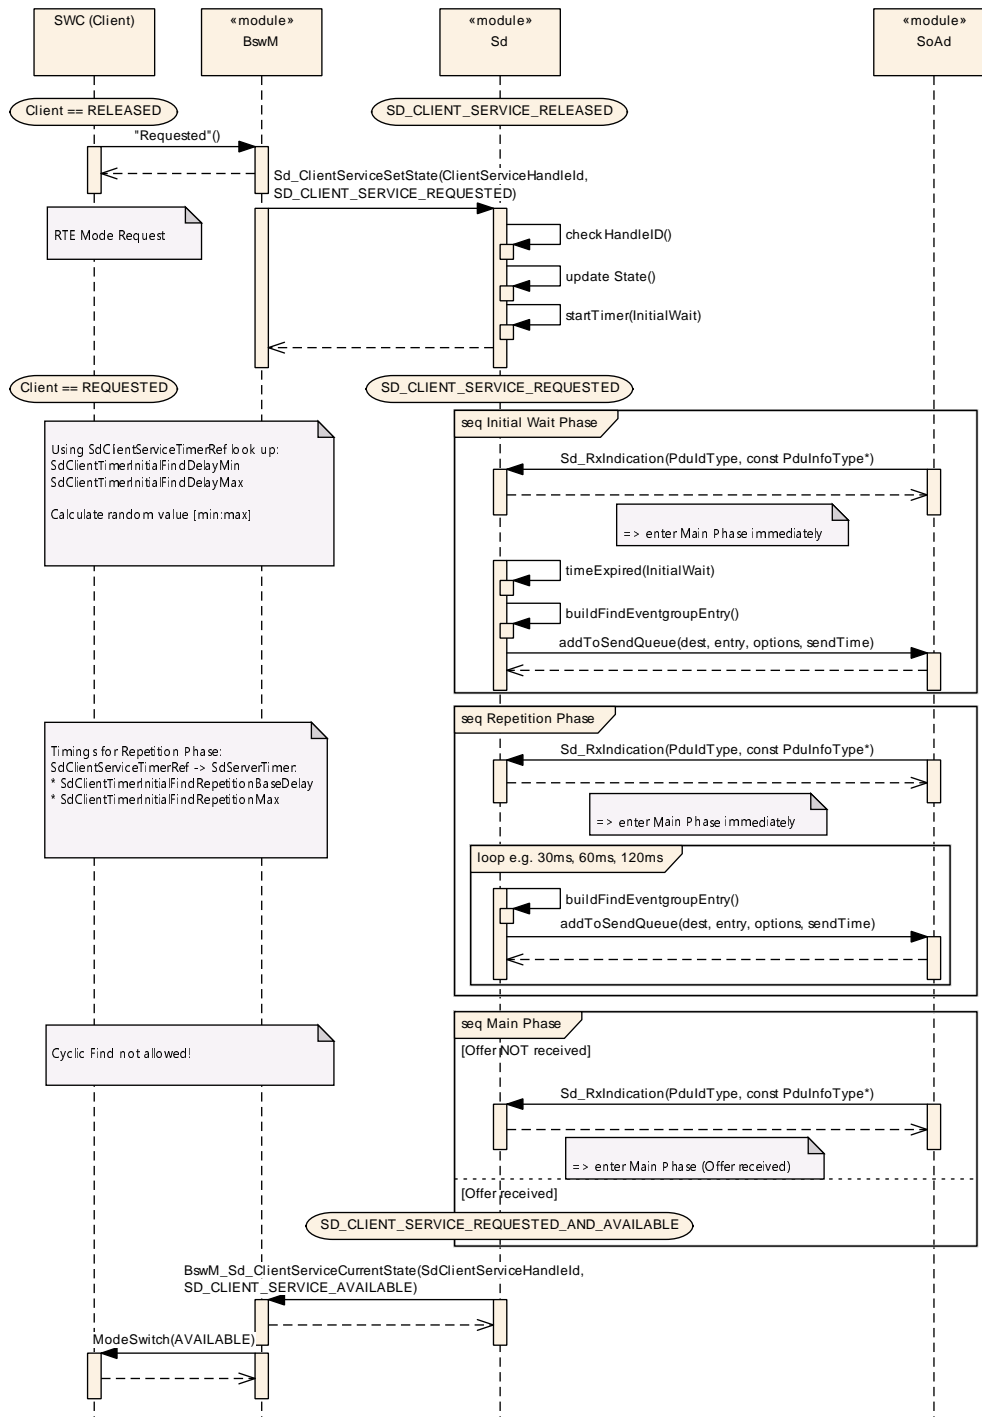 SWC (Client)
«module»
BswM
«module»
Sd
«module»
SoAd
Client == RELEASED
SD_CLIENT_SERVICE_RELEASED
"Requested"()
Sd_ClientServiceSetState(ClientServiceHandleId,
SD_CLIENT_SERVICE_REQUESTED)
RTE Mode Request
checkHandleID()
update State()
startTimer(InitialWait)
Client == REQUESTED
SD_CLIENT_SERVICE_REQUESTED
seq Initial Wait Phase
Using SdClientServiceTimerRef look up:
SdClientTimerInitialFindDelayMin
SdClientTimerInitialFindDelayMax
Calculate random value [min:max]
Sd_RxIndication(PduIdType, const PduInfoType*)
=> enter Main Phase immediately
timeExpired(InitialWait)
buildFindEventgroupEntry()
addToSendQueue(dest, entry, options, sendTime)
seq Repetition Phase
Timings for Repetition Phase:
SdClientServiceTimerRef -> SdServerTimer:
* SdClientTimerInitialFindRepetitionBaseDelay
* SdClientTimerInitialFindRepetitionMax
Sd_RxIndication(PduIdType, const PduInfoType*)
=> enter Main Phase immediately
loop e.g. 30ms, 60ms, 120ms
buildFindEventgroupEntry()
addToSendQueue(dest, entry, options, sendTime)
seq Main Phase
[Offer NOT received]
Cyclic Find not allowed!
Sd_RxIndication(PduIdType, const PduInfoType*)
=> enter Main Phase (Offer received)
[Offer received]
SD_CLIENT_SERVICE_REQUESTED_AND_AVAILABLE
BswM_Sd_ClientServiceCurrentState(SdClientServiceHandleId,
SD_CLIENT_SERVICE_AVAILABLE)
ModeSwitch(AVAILABLE)